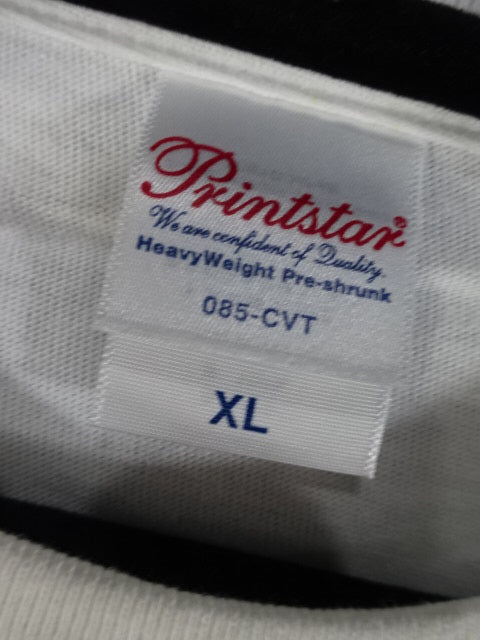 Printstar®
We are confident of Quality.
HeavyWeight Pre-shrunk
085-CVT
XL